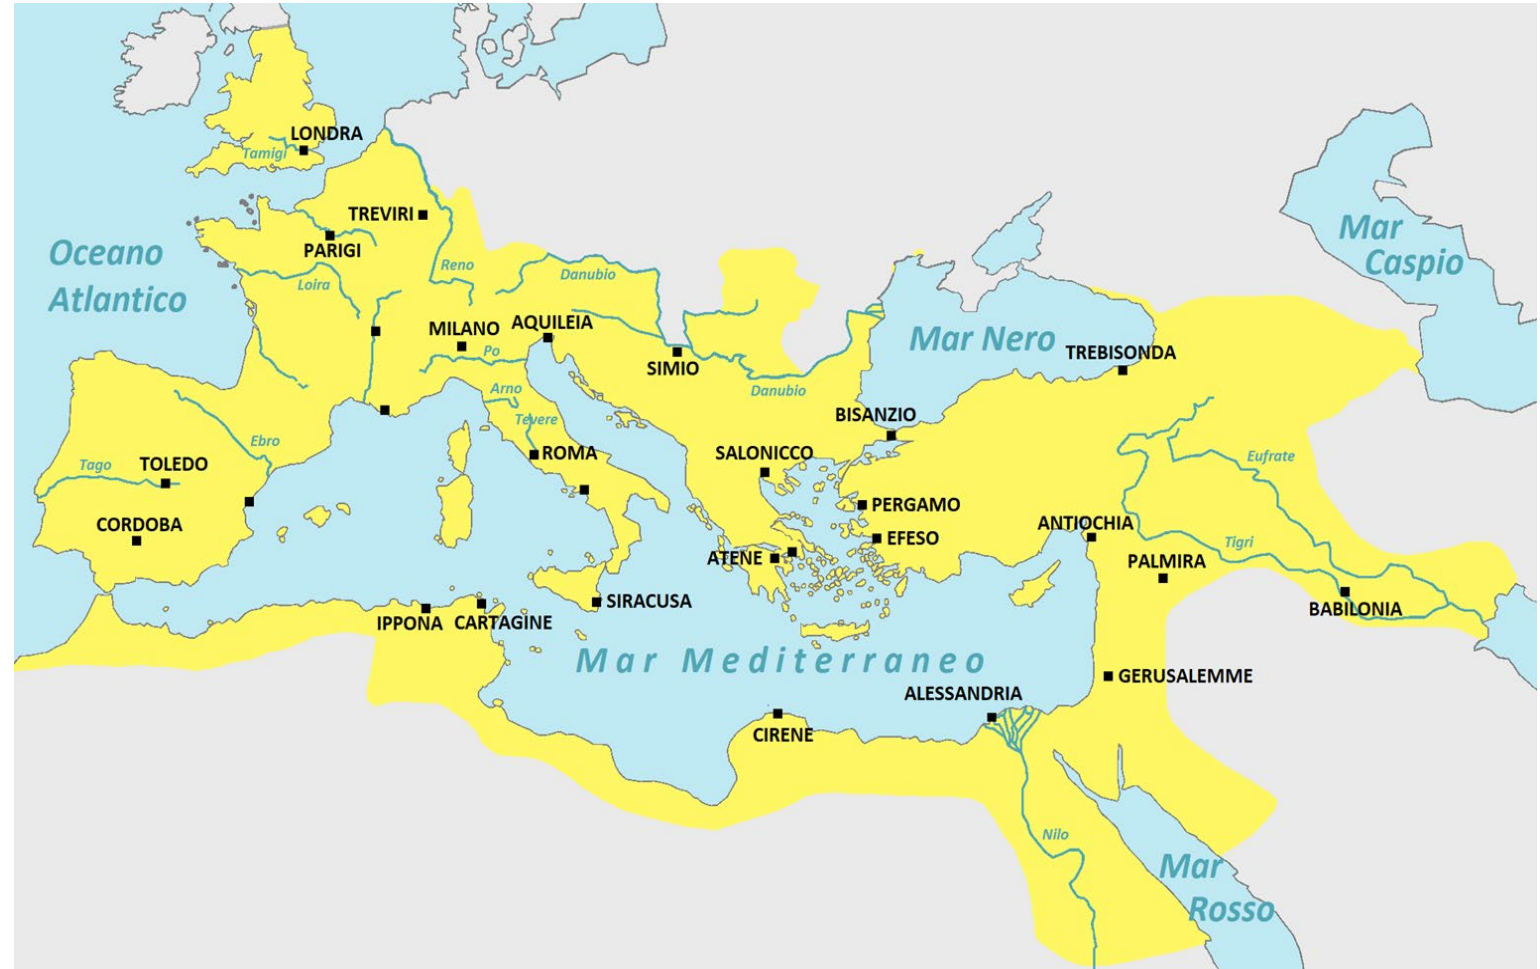 LONDRA
Tamigi
TREVIRI
PARIGI
Oceano
Atlantico
Reno
Loira
Danubio
Mar
Caspio
MILANO
AQUILEIA
Po
SIMIO
Mar Nero
TREBISONDA
Arno
Tevere
Danubio
BISANZIO
Ebro
Tago
TOLEDO
ROMA
SALONICCO
Eufrate
CORDOBA
PERGAMO
ANTIOCHIA
EFESO
Tigri
ATENE
PALMIRA
SIRACUSA
BABILONIA
IPPONA
CARTAGINE
Mar Mediterraneo
GERUSALEMME
ALESSANDRIA
CIRENE
Nilo
Mar
Rosso